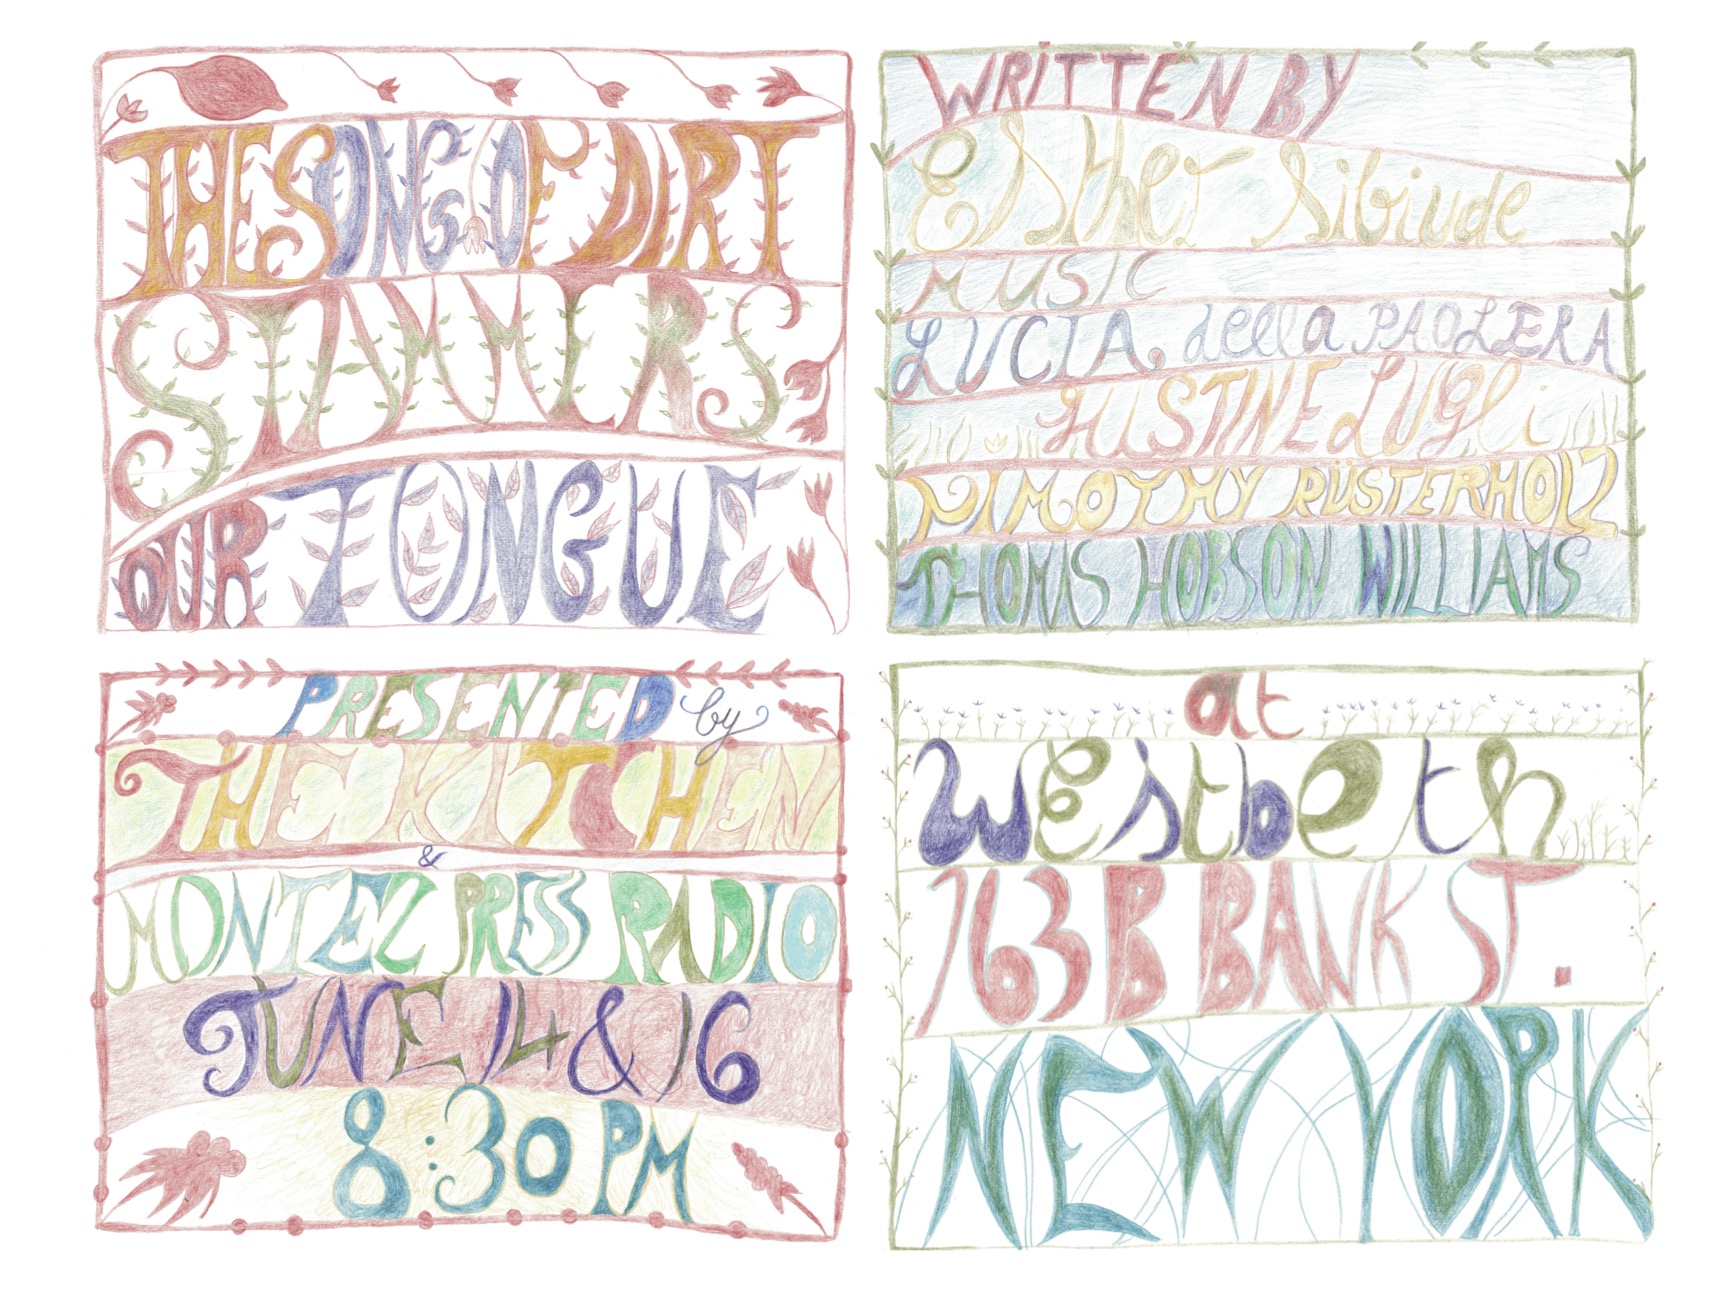 THE SONG OF DIRT
STAMMERS
OUR TONGUE
WRITTEN BY
Esther Sibiude
MUSIC
LUCIA della PAOLERA
JUSTINE LUGLi
TIMOTHY RÜSTERHOLZ
THOMAS HOBSON WILLIAMS
PRESENTED by
THE KITCHEN
&
MONTEZ PRESS RADIO
JUNE 14 & 16
8:30 PM
at
Westbeth
163B BANK ST.
NEW YORK